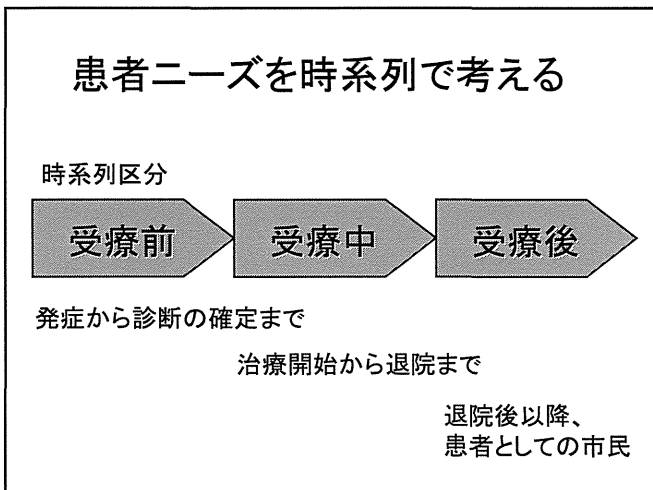 患者ニーズを時系列で考える
時系列区分
受療前
受療中
受療後
発症から診断の確定まで
治療開始から退院まで
退院後以降、
患者としての市民